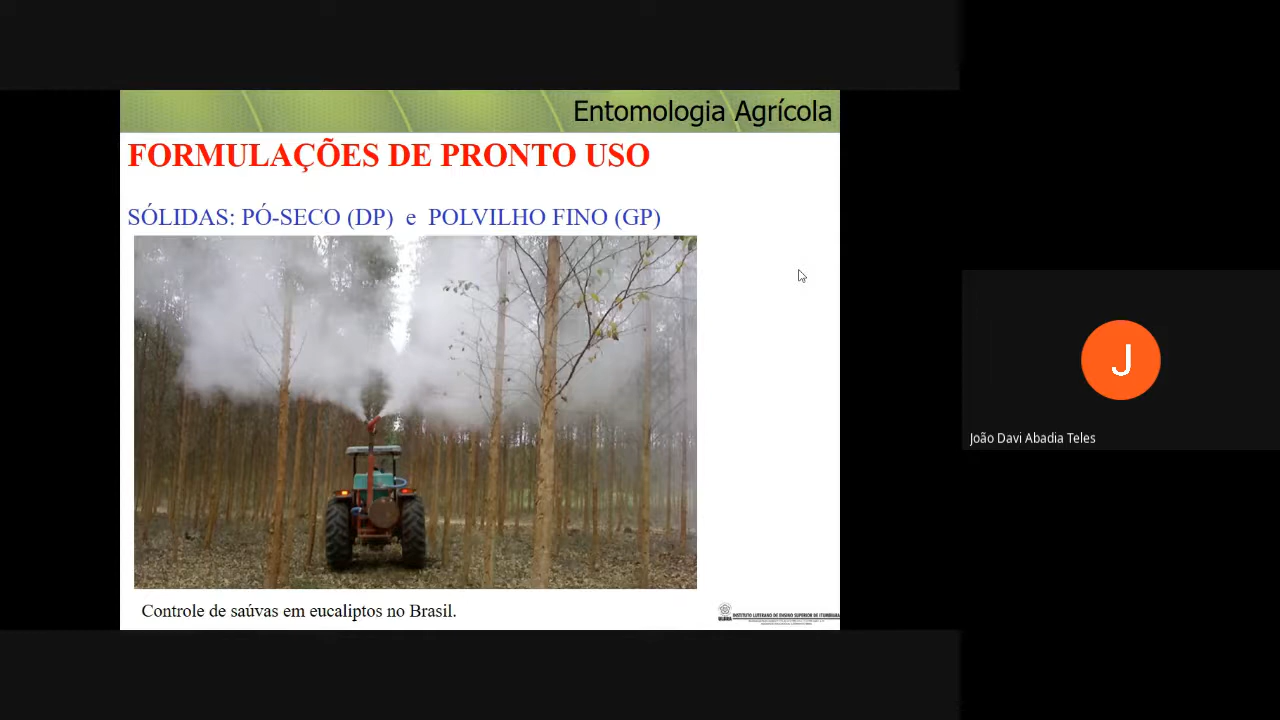 Entomologia Agrícola
FORMULAÇÕES DE PRONTO USO
SÓLIDAS: PÓ-SECO (DP) e POLVILHO FINO (GP)
J
João Davi Abadia Teles
Controle de saúvas em eucaliptos no Brasil.
ULBRA
INSTITUTO LUTERANO DE ENSINO SUPERIOR DE ITUMBIARA